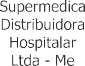 Supermedica
Distribuidora
Hospitalar
Ltda - Me